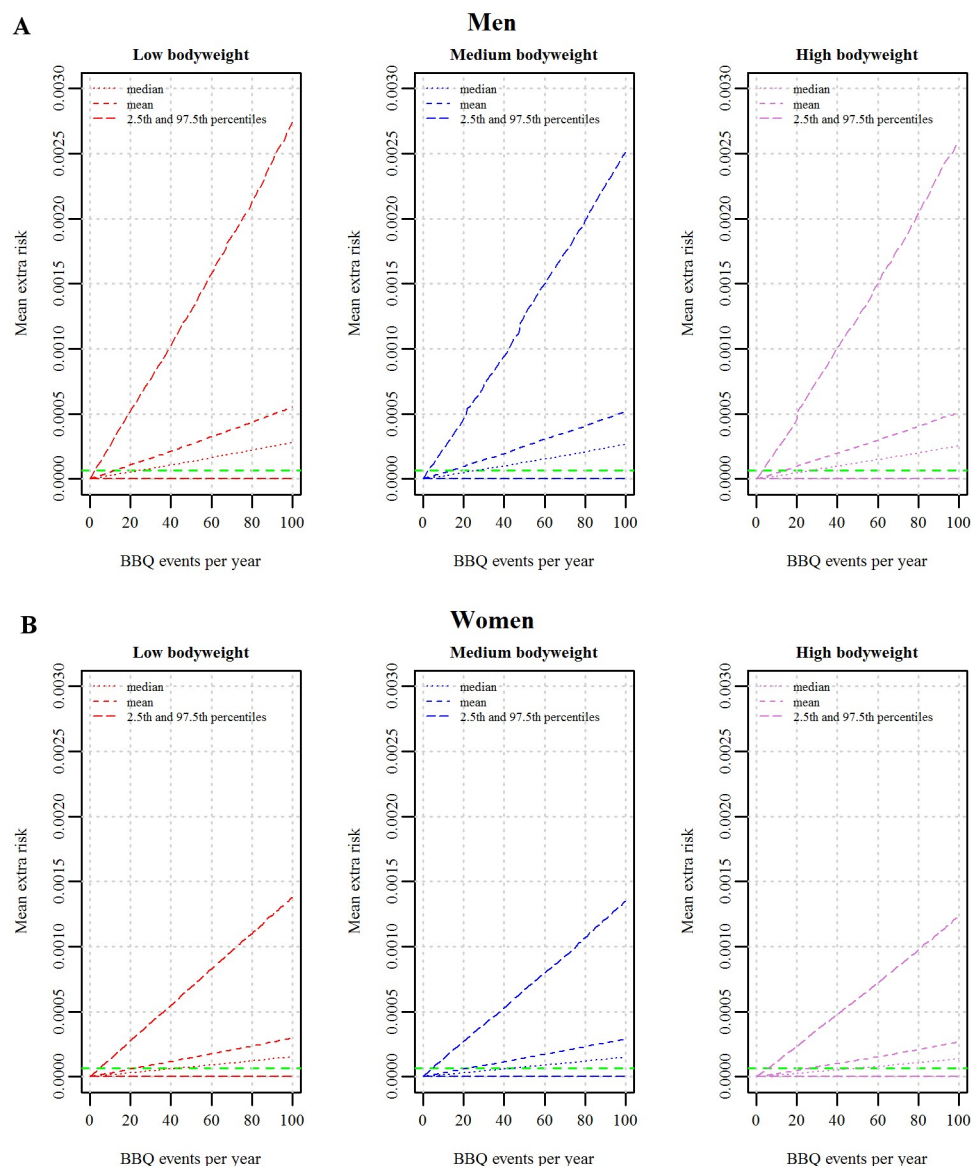 A
Men
Low bodyweight
Medium bodyweight
High bodyweight
median
mean
2.5th and 97.5th percentiles
median
mean
2.5th and 97.5th percentiles
median
mean
2.5th and 97.5th percentiles
Mean extra risk
0.0000 0.0005 0.0010 0.0015 0.0020 0.0025 0.0030
Mean extra risk
0.0000 0.0005 0.0010 0.0015 0.0020 0.0025 0.0030
Mean extra risk
0.0000 0.0005 0.0010 0.0015 0.0020 0.0025 0.0030
0 20 40 60 80 100
0 20 40 60 80 100
0 20 40 60 80 100
BBQ events per year
BBQ events per year
BBQ events per year
B
Women
Low bodyweight
Medium bodyweight
High bodyweight
median
mean
2.5th and 97.5th percentiles
median
mean
2.5th and 97.5th percentiles
median
mean
2.5th and 97.5th percentiles
Mean extra risk
0.0000 0.0005 0.0010 0.0015 0.0020 0.0025 0.0030
Mean extra risk
0.0000 0.0005 0.0010 0.0015 0.0020 0.0025 0.0030
Mean extra risk
0.0000 0.0005 0.0010 0.0015 0.0020 0.0025 0.0030
0 20 40 60 80 100
0 20 40 60 80 100
0 20 40 60 80 100
BBQ events per year
BBQ events per year
BBQ events per year